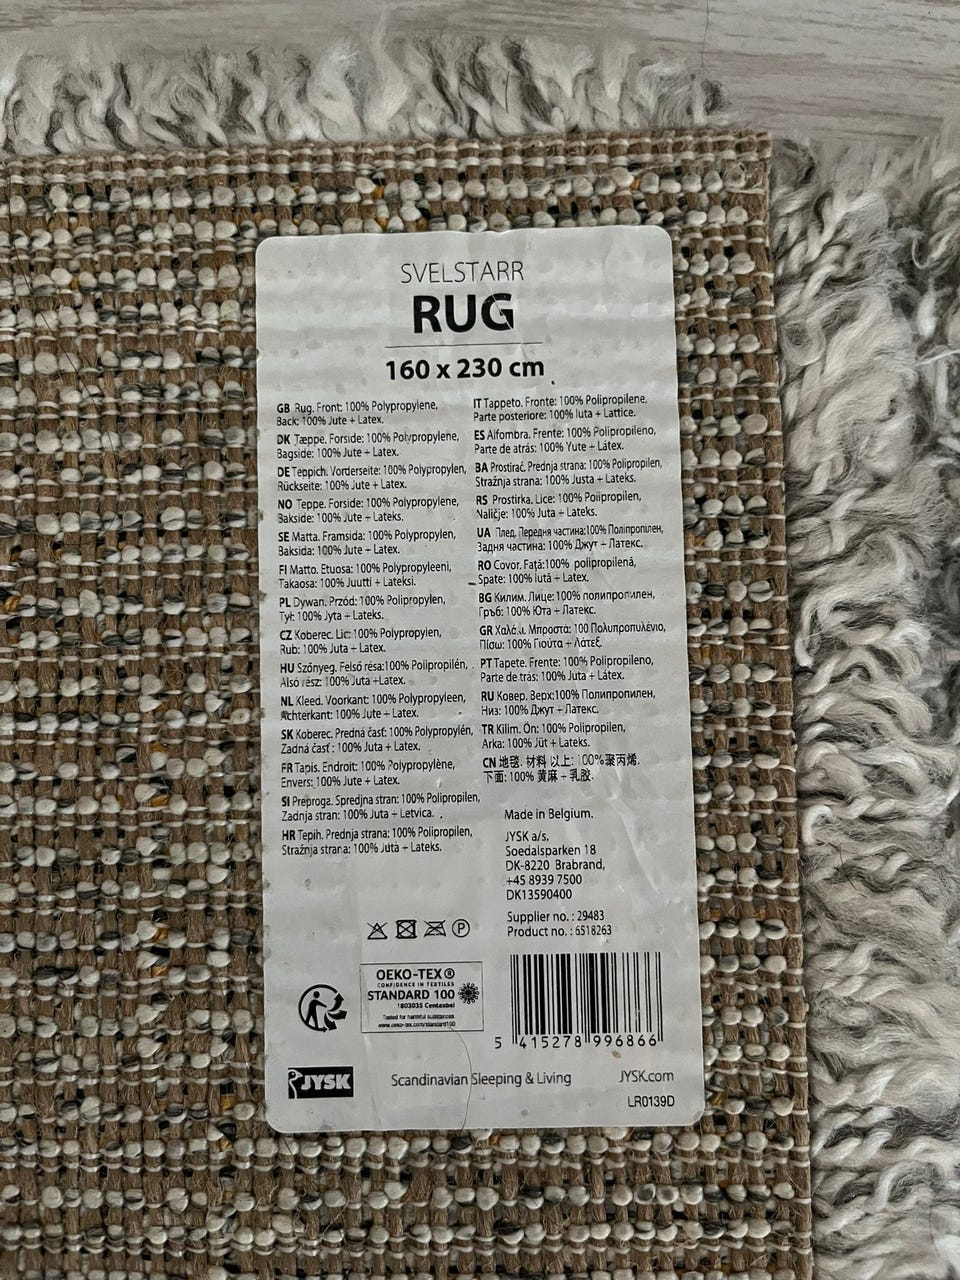 SVELSTARR
RUG
160 x 230 cm
GB Rug. Front: 100% Polypropylene,
Back: 100% Jute + Latex.
DK Tæppe. Forside: 100% Polypropylene,
Bagside: 100% Jute + Latex.
DE Teppich. Vorderseite: 100% Polypropylen,
Rückseite: 100% Jute + Latex.
NO Teppe. Forside: 100% Polypropylene,
Bakside: 100% Jute + Lateks.
SE Matta. Framsida: 100% Polypropylen,
Baksida: 100% Jute + Latex.
FI Matto. Etuosa: 100% Polypropyleeni,
Takaosa: 100% Juutti + Lateksi.
PL Dywan. Przód: 100% Polipropylen,
Tył: 100% Jyta + Lateks.
CZ Koberec. Líc: 100% Polypropylen,
Rub: 100% Juta + Latex.
HU Szőnyeg. Felső résa:100% Polipropilén,
Alsó rész: 100% Juta +Latex.
NL Kleed. Voorkant: 100% Polypropyleen,
Achterkant: 100% Jute + Latex.
SK Koberec. Predná časť: 100% Polypropylén,
Zadná časť : 100% Juta + Latex.
FR Tapis. Endroit: 100% Polypropylène,
Envers: 100% Jute + Latex.
SI Preproga. Spredjna stran: 100% Polipropilen,
Zadnja stran: 100% Juta + Letvica.
HR Tepih. Prednja strana: 100% Polipropilen,
Stražnja strana: 100% Juta + Lateks.
IT Tappeto. Fronte: 100% Polipropilene,
Parte posteriore: 100% Iuta + Lattice.
ES Alfombra. Frente: 100% Polipropileno,
Parte de atrás: 100% Yute + Látex.
BA Prostirač. Prednja strana: 100% Polipropilen,
Stražnja strana: 100% Justa + Lateks.
RS Prostirka. Lice: 100% Polipropilen,
Naličje: 100% Juta + Lateks.
UA Плед. Передня частина:100% Поліпропілен,
Задня частина: 100% Джут + Латекс.
RO Covor. Față:100% polipropilenă,
Spate: 100% iută + Latex.
BG Килим. Лице: 100% полипропилен,
Гръб: 100% Юта + Латекс.
GR Χαλάκι. Μπροστά: 100 Πολυπροπυλένιο,
Πίσω: 100% Γιούτα + Λάτεξ.
PT Tapete. Frente: 100% Polipropileno,
Parte de trás: 100% Juta + Látex.
RU Ковер. Верх:100% Полипропилен,
Низ: 100% Джут + Латекс.
TR Kilim. Ön: 100% Polipropilen,
Arka: 100% Jüt + Lateks.
CN 地毯. 材料 以上: 100%聚丙烯.
下面: 100% 黄麻 + 乳胶.
Made in Belgium.
JYSK a/s.
Soedalsparken 18
DK-8220 Brabrand,
+45 8939 7500
DK13590400
Supplier no. : 29483
Product no. : 6518263
P
OEKO-TEX ®
CONFIDENCE IN TEXTILES
STANDARD 100
1803035 Centexbel
Tested for harmful substances
www.oeko-tex.com/standard100
5 415278 996866
JYSK
Scandinavian Sleeping & Living
JYSK.com
LR0139D